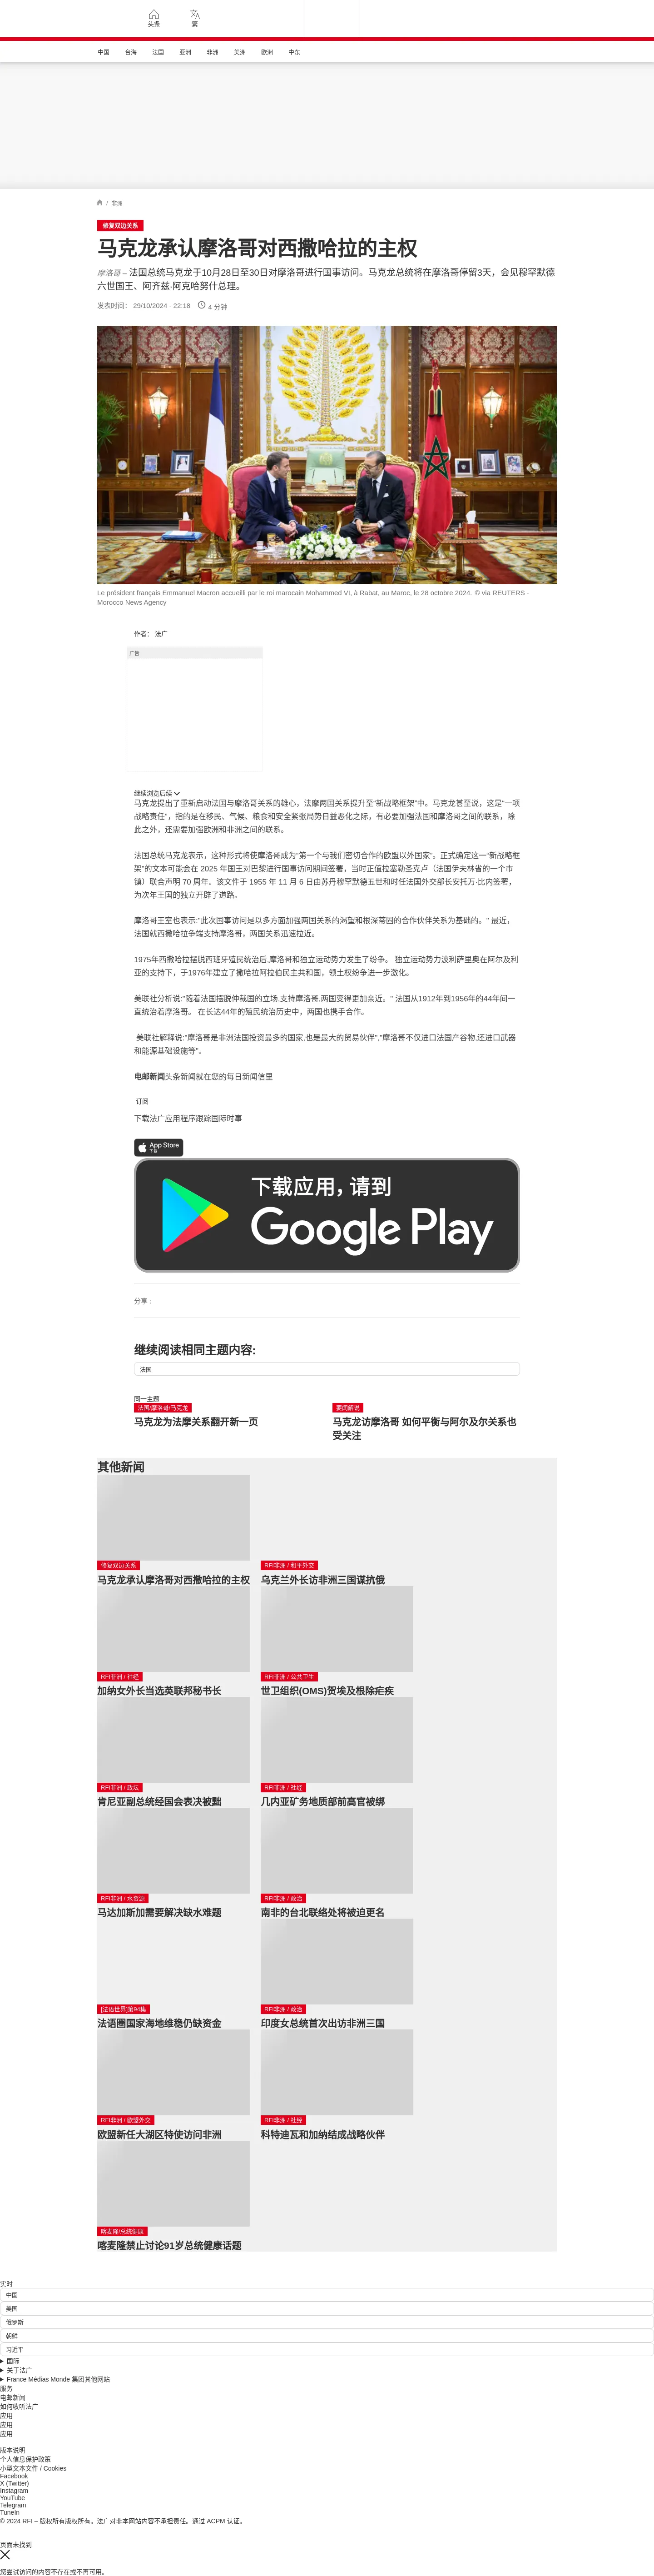 头条
繁
中国 台海 法国 亚洲 非洲 美洲 欧洲 中东
/ 非洲
修复双边关系
马克龙承认摩洛哥对西撒哈拉的主权
摩洛哥 – 法国总统马克龙于10月28日至30日对摩洛哥进行国事访问。马克龙总统将在摩洛哥停留3天，会见穆罕默德
六世国王、阿齐兹·阿克哈努什总理。
发表时间： 29/10/2024 - 22:18 4 分钟
Le président français Emmanuel Macron accueilli par le roi marocain Mohammed VI, à Rabat, au Maroc, le 28 octobre 2024. © via REUTERS -
Morocco News Agency
作者： 法广
广告
继续浏览后续
马克龙提出了重新启动法国与摩洛哥关系的雄心，法摩两国关系提升至“新战略框架”中。马克龙甚至说，这是“一项
战略责任”，指的是在移民、气候、粮食和安全紧张局势日益恶化之际，有必要加强法国和摩洛哥之间的联系，除
此之外，还需要加强欧洲和非洲之间的联系。
法国总统马克龙表示，这种形式将使摩洛哥成为“第一个与我们密切合作的欧盟以外国家”。正式确定这一“新战略框
架”的文本可能会在 2025 年国王对巴黎进行国事访问期间签署，当时正值拉塞勒圣克卢（法国伊夫林省的一个市
镇）联合声明 70 周年。该文件于 1955 年 11 月 6 日由苏丹穆罕默德五世和时任法国外交部长安托万·比内签署，
为次年王国的独立开辟了道路。
摩洛哥王室也表示:“此次国事访问是以多方面加强两国关系的渴望和根深蒂固的合作伙伴关系为基础的。” 最近，
法国就西撒哈拉争端支持摩洛哥，两国关系迅速拉近。
1975年西撒哈拉摆脱西班牙殖民统治后,摩洛哥和独立运动势力发生了纷争。 独立运动势力波利萨里奥在阿尔及利
亚的支持下，于1976年建立了撒哈拉阿拉伯民主共和国，领土权纷争进一步激化。
美联社分析说:"随着法国摆脱仲裁国的立场,支持摩洛哥,两国变得更加亲近。" 法国从1912年到1956年的44年间一
直统治着摩洛哥。 在长达44年的殖民统治历史中，两国也携手合作。
美联社解释说:"摩洛哥是非洲法国投资最多的国家,也是最大的贸易伙伴","摩洛哥不仅进口法国产谷物,还进口武器
和能源基础设施等"。
电邮新闻头条新闻就在您的每日新闻信里
订阅
下载法广应用程序跟踪国际时事
App Store
下载
下载应用，请到
Google Play
分享 :
继续阅读相同主题内容:
法国
同一主题
法国/摩洛哥/马克龙
马克龙为法摩关系翻开新一页
要闻解说
马克龙访摩洛哥 如何平衡与阿尔及尔关系也
受关注
其他新闻
修复双边关系
马克龙承认摩洛哥对西撒哈拉的主权
RFI非洲 / 和平外交
乌克兰外长访非洲三国谋抗俄
RFI非洲 / 社经
加纳女外长当选英联邦秘书长
RFI非洲 / 公共卫生
世卫组织(OMS)贺埃及根除疟疾
RFI非洲 / 政坛
肯尼亚副总统经国会表决被黜
RFI非洲 / 社经
几内亚矿务地质部前高官被绑
RFI非洲 / 水资源
马达加斯加需要解决缺水难题
RFI非洲 / 政治
南非的台北联络处将被迫更名
[法语世界]第94集
法语圈国家海地维稳仍缺资金
RFI非洲 / 政治
印度女总统首次出访非洲三国
RFI非洲 / 欧盟外交
欧盟新任大湖区特使访问非洲
RFI非洲 / 社经
科特迪瓦和加纳结成战略伙伴
喀麦隆/总统健康
喀麦隆禁止讨论91岁总统健康话题
实时
中国
美国
俄罗斯
朝鲜
习近平
国际
关于法广
France Médias Monde 集团其他网站
服务
电邮新闻
如何收听法广
应用
应用
应用
版本说明
个人信息保护政策
小型文本文件 / Cookies
Facebook
X (Twitter)
Instagram
YouTube
Telegram
TuneIn
© 2024 RFI – 版权所有版权所有。法广对非本网站内容不承担责任。通过 ACPM 认证。
页面未找到
您尝试访问的内容不存在或不再可用。